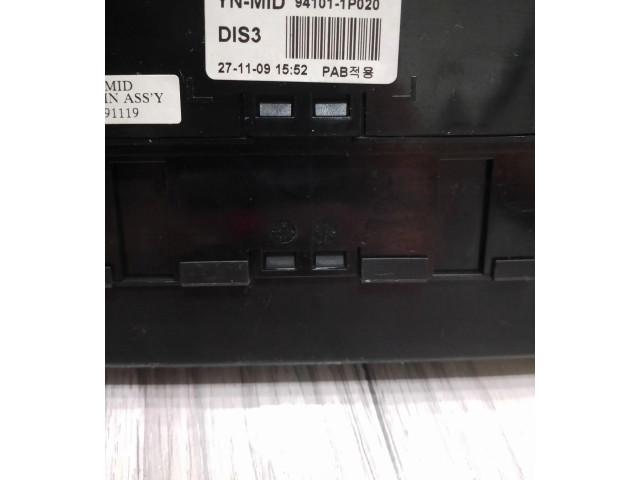 YN-MID 94101-1P020
DIS3
27-11-09 15:52 PAB적용
MID
IN ASS'Y
91119